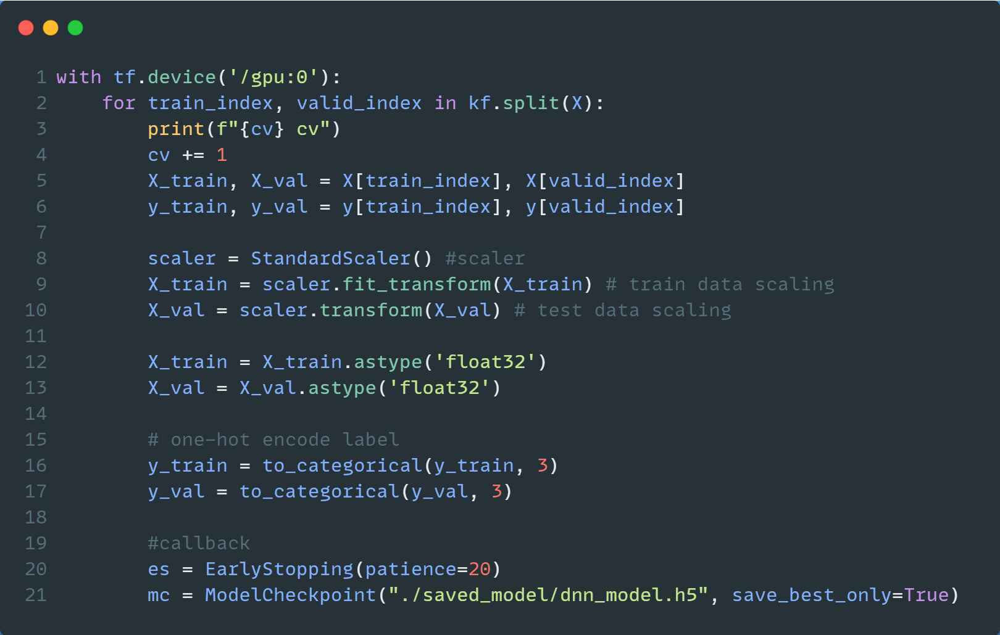 1 with tf.device('/gpu:0'):
2     for train_index, valid_index in kf.split(X):
3         print(f"{cv} cv")
4         cv += 1
5         X_train, X_val = X[train_index], X[valid_index]
6         y_train, y_val = y[train_index], y[valid_index]
7
8         scaler = StandardScaler() #scaler
9         X_train = scaler.fit_transform(X_train) # train data scaling
10         X_val = scaler.transform(X_val) # test data scaling
11
12         X_train = X_train.astype('float32')
13         X_val = X_val.astype('float32')
14
15         # one-hot encode label
16         y_train = to_categorical(y_train, 3)
17         y_val = to_categorical(y_val, 3)
18
19         #callback
20         es = EarlyStopping(patience=20)
21         mc = ModelCheckpoint("./saved_model/dnn_model.h5", save_best_only=True)